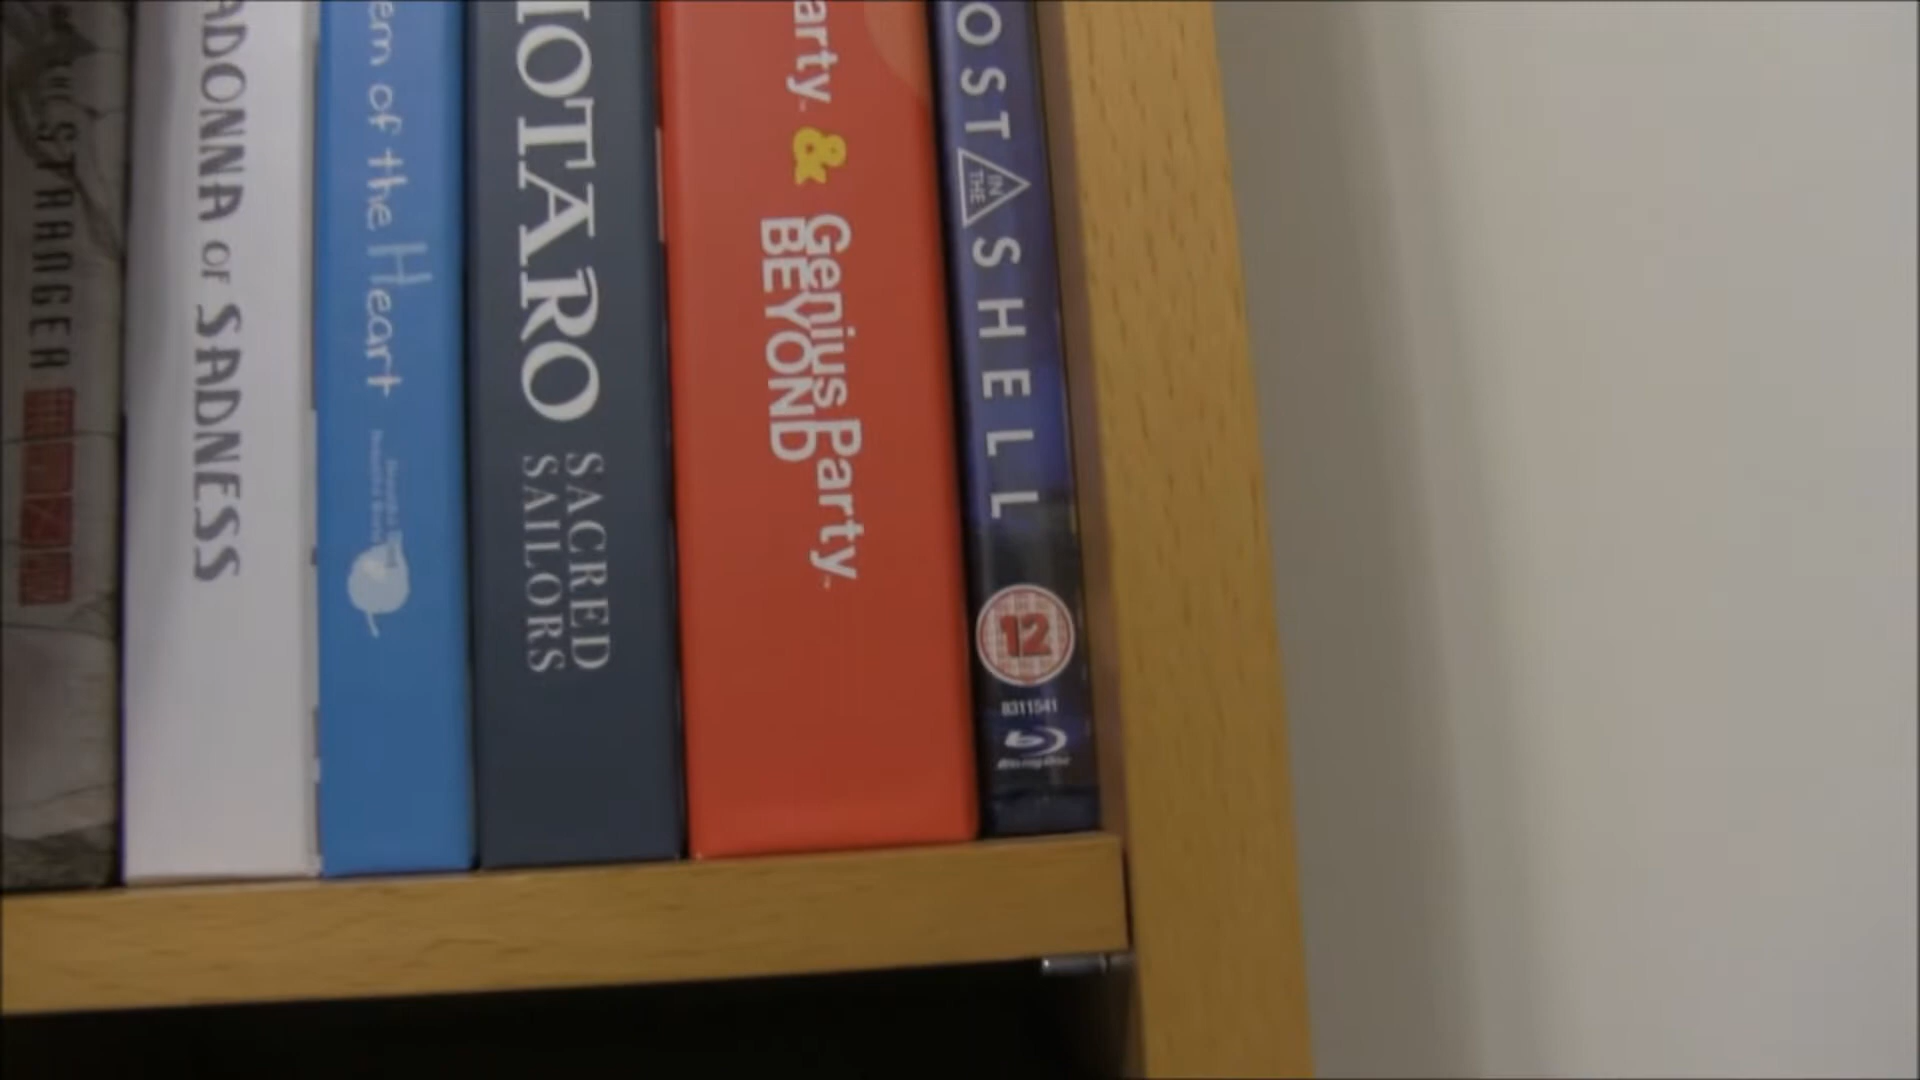 STRANGER
ADONNA OF SADNESS
em of the Heart
IOTARO
SACRED
SAILORS
arty &
Genius Party
BEYOND
OST
IN
THE
SHELL
12
8311541